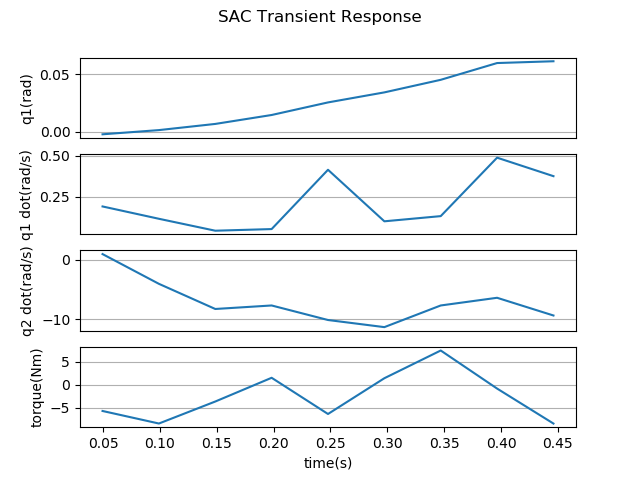 SAC Transient Response
q1(rad)
0.05
0.00
q1 dot(rad/s)
0.50
0.25
q2 dot(rad/s)
0
−10
torque(Nm)
5
0
−5
0.05 0.10 0.15 0.20 0.25 0.30 0.35 0.40 0.45
time(s)